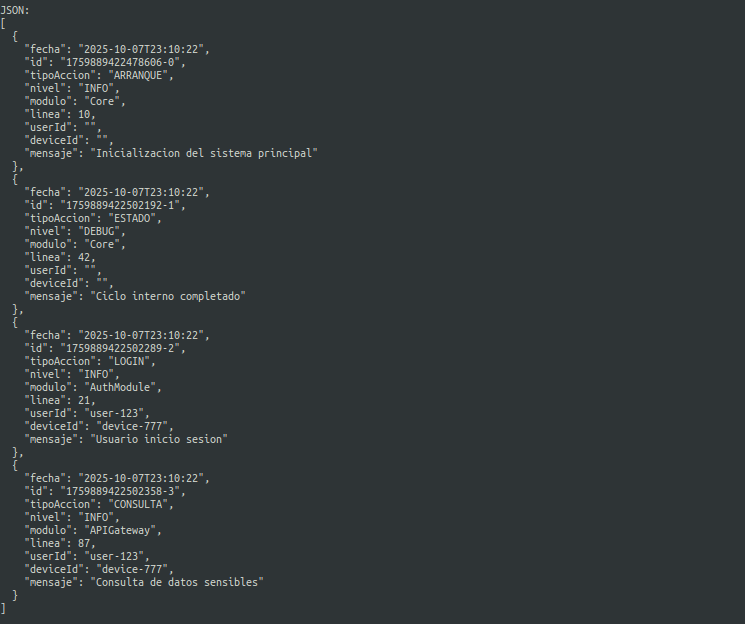 JSON:
[
  {
    "fecha": "2025-10-07T23:10:22",
    "id": "1759889422478606-0",
    "tipoAccion": "ARRANQUE",
    "nivel": "INFO",
    "modulo": "Core",
    "linea": 10,
    "userId": "",
    "deviceId": "",
    "mensaje": "Inicializacion del sistema principal"
  },
  {
    "fecha": "2025-10-07T23:10:22",
    "id": "1759889422502192-1",
    "tipoAccion": "ESTADO",
    "nivel": "DEBUG",
    "modulo": "Core",
    "linea": 42,
    "userId": "",
    "deviceId": "",
    "mensaje": "Ciclo interno completado"
  },
  {
    "fecha": "2025-10-07T23:10:22",
    "id": "1759889422502289-2",
    "tipoAccion": "LOGIN",
    "nivel": "INFO",
    "modulo": "AuthModule",
    "linea": 21,
    "userId": "user-123",
    "deviceId": "device-777",
    "mensaje": "Usuario inicio sesion"
  },
  {
    "fecha": "2025-10-07T23:10:22",
    "id": "1759889422502358-3",
    "tipoAccion": "CONSULTA",
    "nivel": "INFO",
    "modulo": "APIGateway",
    "linea": 87,
    "userId": "user-123",
    "deviceId": "device-777",
    "mensaje": "Consulta de datos sensibles"
  }
]